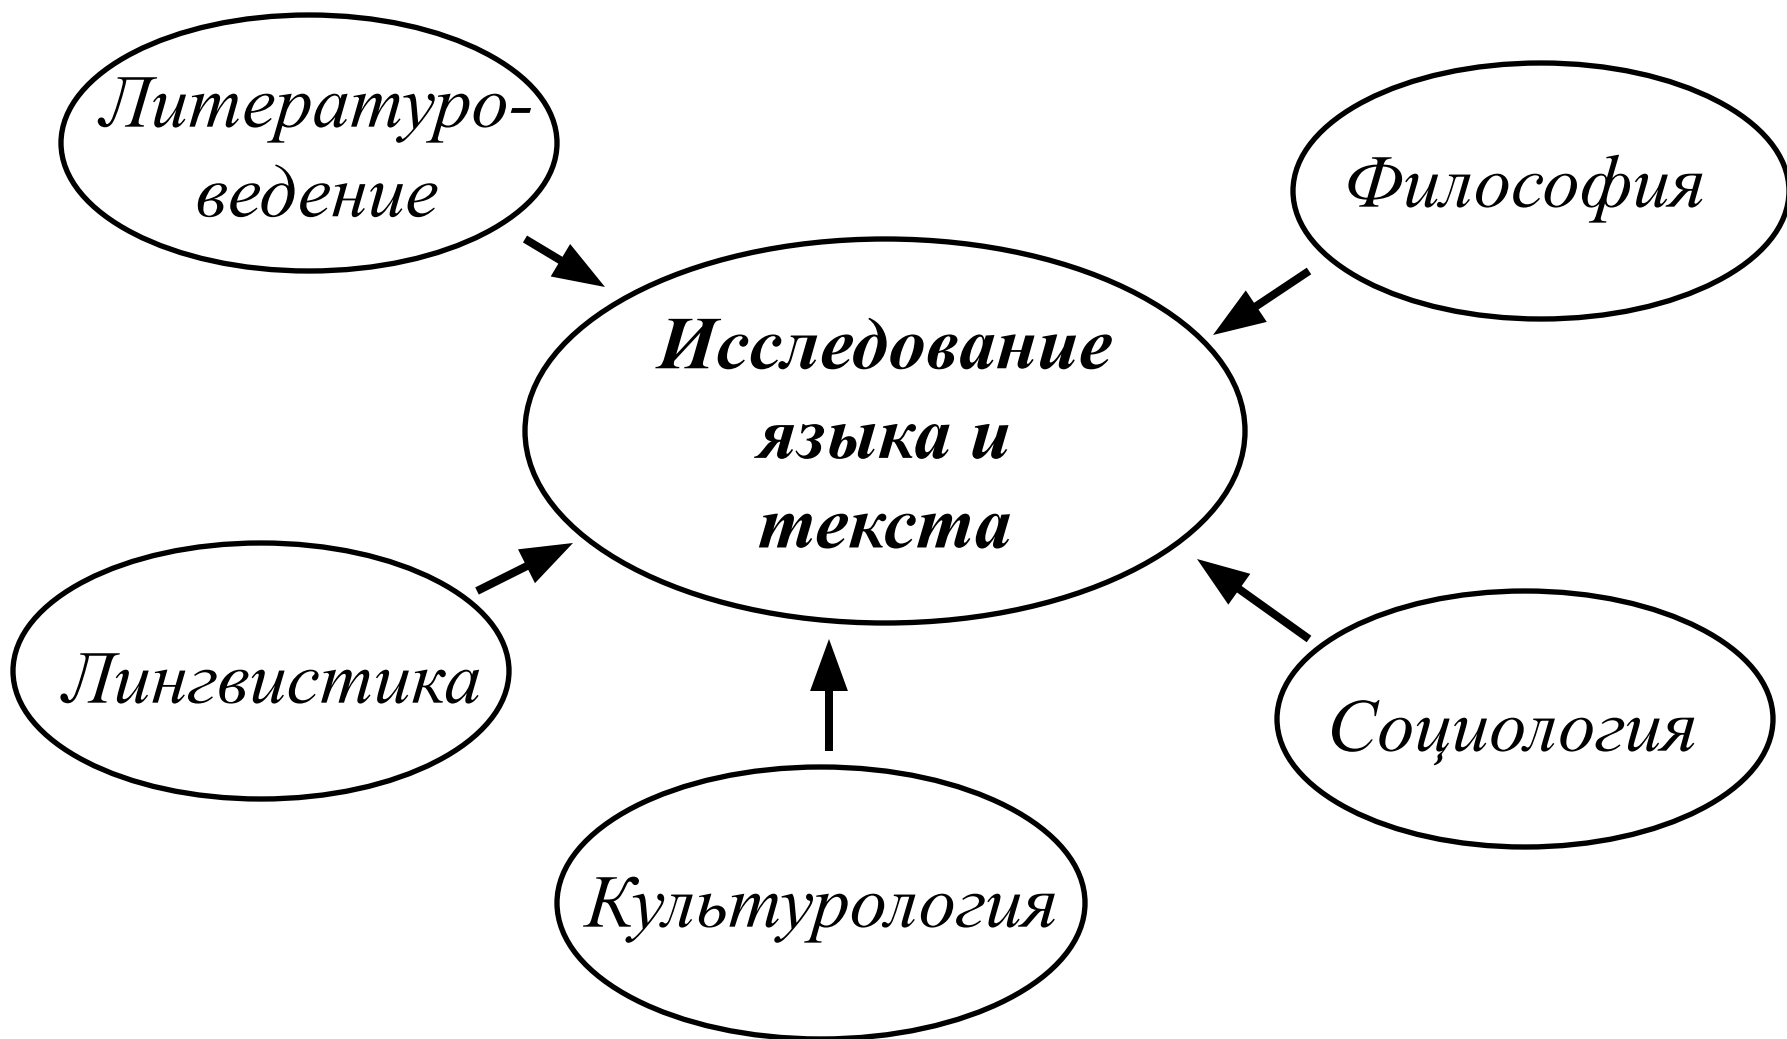 Литературо-
ведение
Философия
Исследование
языка и
текста
Лингвистика
Социология
Культурология